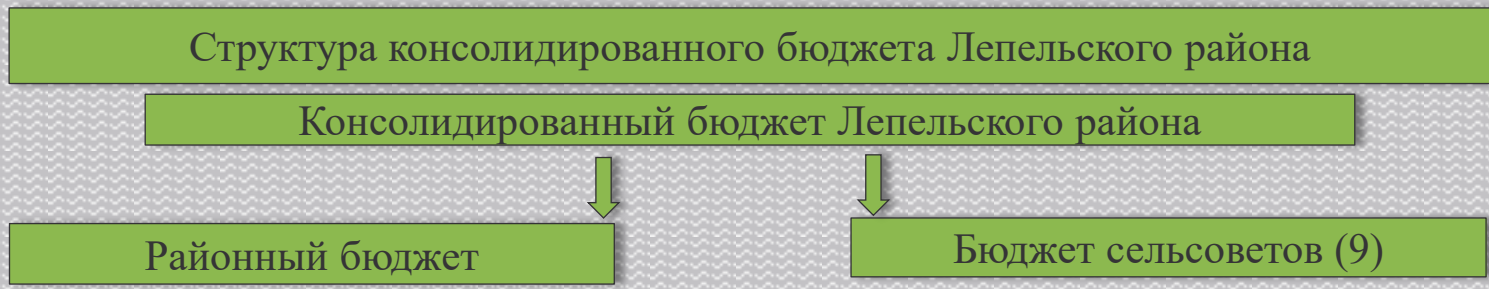 Структура консолидированного бюджета Лепельского района
Консолидированный бюджет Лепельского района
Районный бюджет
Бюджет сельсоветов (9)